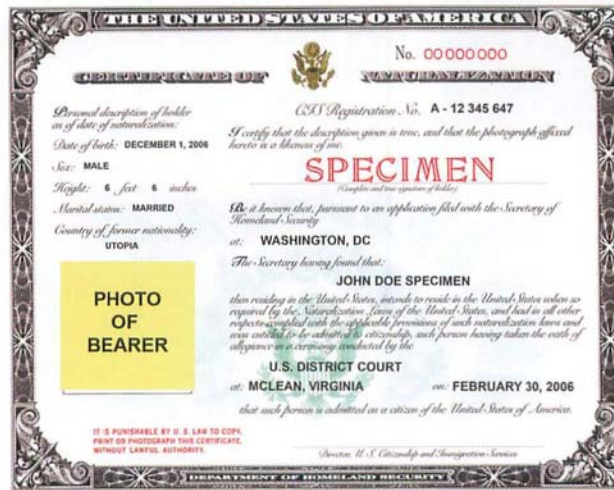 THE UNITED STATES OF AMERICA
No. 00000000
CERTIFICATE OF NATURALIZATION
Personal description of holder
as of date of naturalization:
Date of birth: DECEMBER 1, 2006
Sex: MALE
Height: 6 feet 6 inches
Marital status: MARRIED
Country of former nationality:
UTOPIA
PHOTO
OF
BEARER
IT IS PUNISHABLE BY U. S. LAW TO COPY,
PRINT OR PHOTOGRAPH THIS CERTIFICATE,
WITHOUT LAWFUL AUTHORITY.
CIS Registration No. A - 12 345 647
I certify that the description given is true, and that the photograph affixed
hereto is a likeness of me.
SPECIMEN
(Complete and true signature of holder)
Be it known that, pursuant to an application filed with the Secretary of
Homeland Security
at: WASHINGTON, DC
The Secretary having found that:
JOHN DOE SPECIMEN
then residing in the United States, intends to reside in the United States when so
required by the Naturalization Laws of the United States, and had in all other
respects complied with the applicable provisions of such naturalization laws and
was entitled to be admitted to citizenship, such person having taken the oath of
allegiance in a ceremony conducted by the
U.S. DISTRICT COURT
at: MCLEAN, VIRGINIA on: FEBRUARY 30, 2006
that such person is admitted as a citizen of the United States of America.
Director, U. S. Citizenship and Immigration Services
DEPARTMENT OF HOMELAND SECURITY